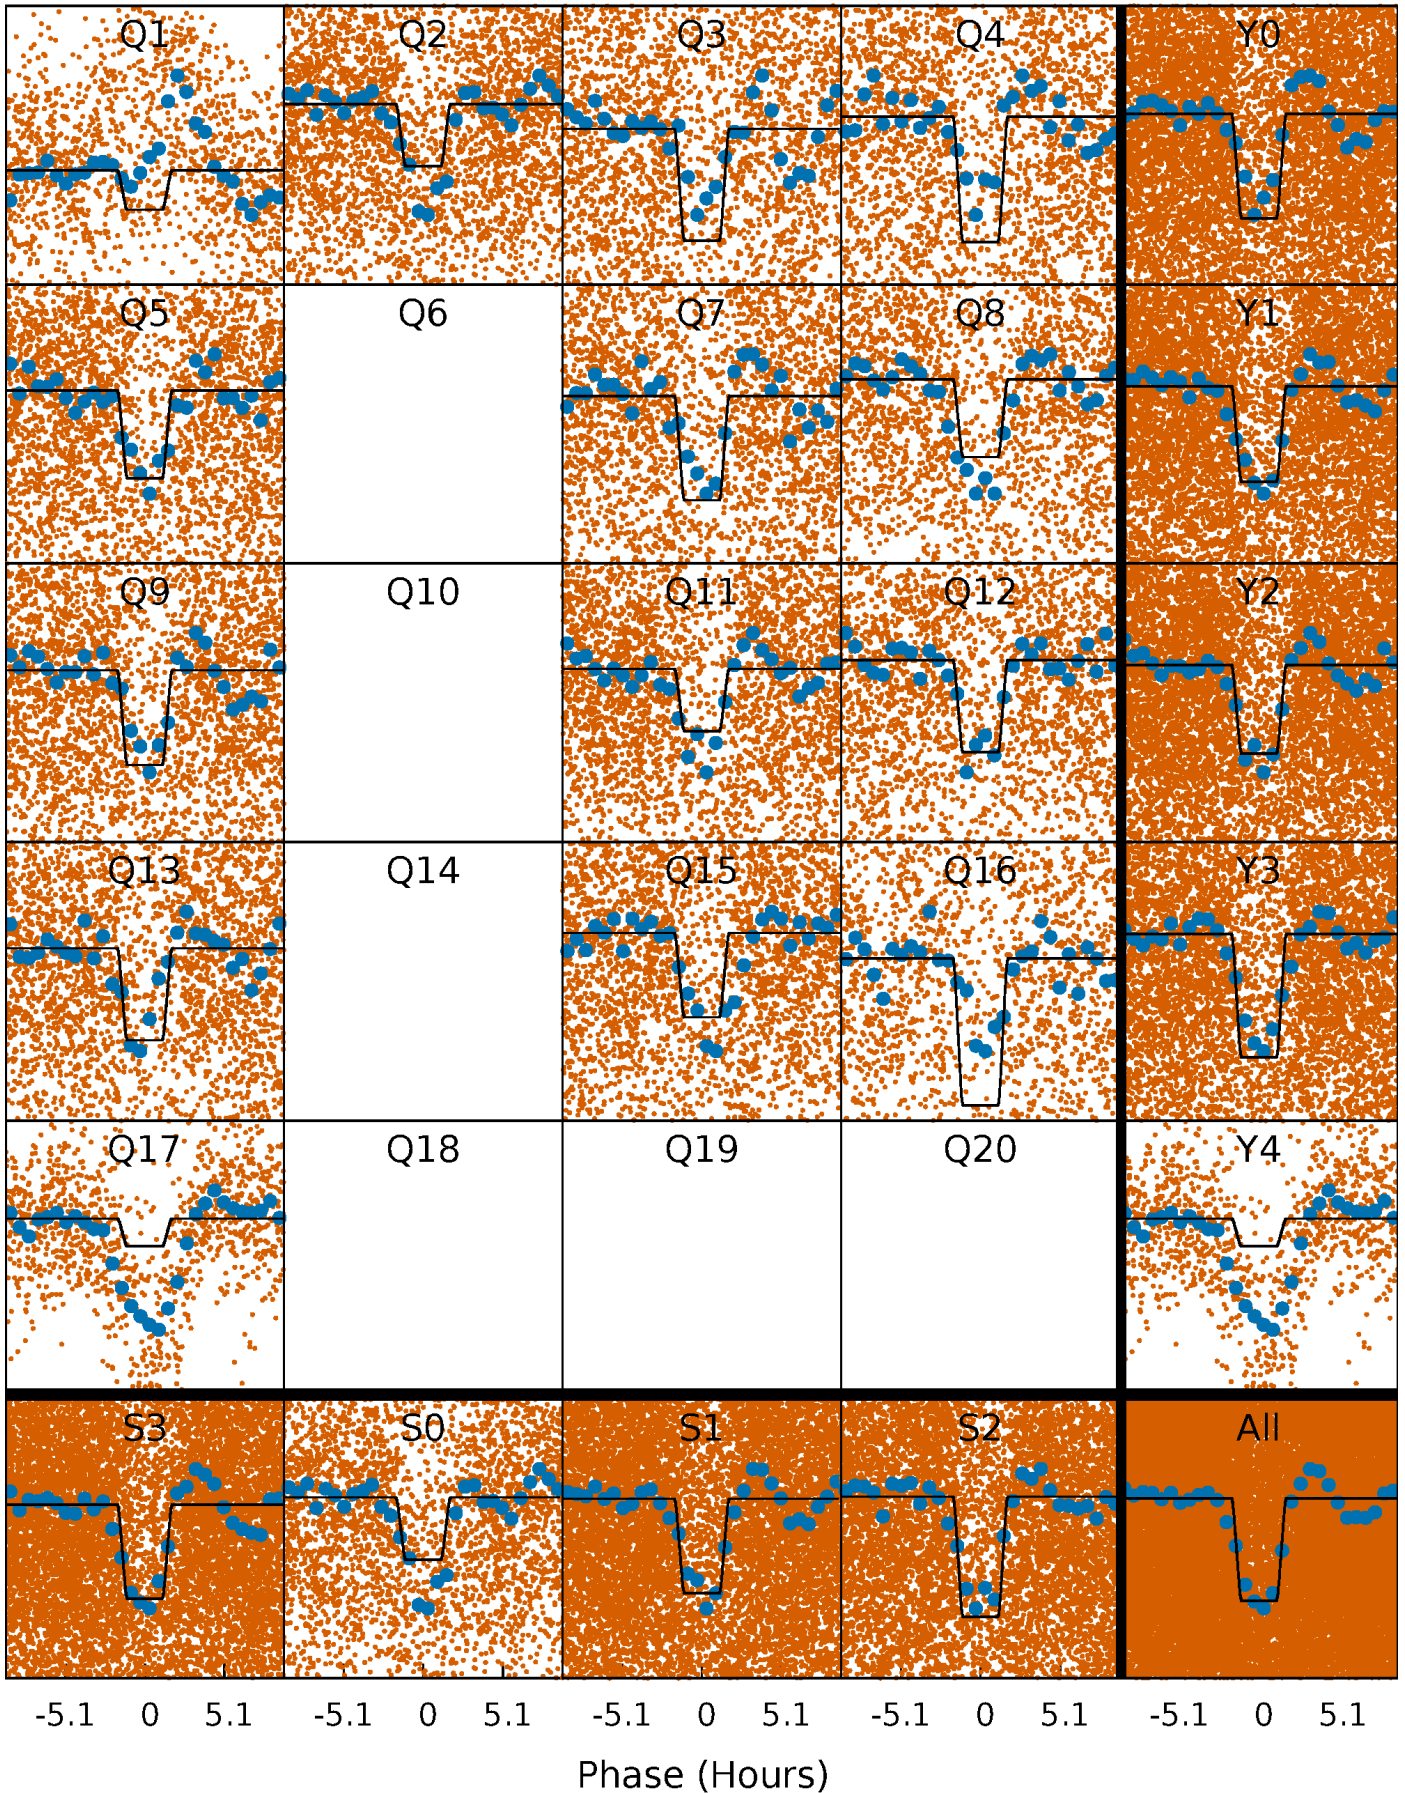 Q1 Q2 Q3 Q4 Y0
Q5 Q6 Q7 Q8 Y1
Q9 Q10 Q11 Q12 Y2
Q13 Q14 Q15 Q16 Y3
Q17 Q18 Q19 Q20 Y4
S3 S0 S1 S2 All
-5.1 0 5.1 -5.1 0 5.1 -5.1 0 5.1 -5.1 0 5.1 -5.1 0 5.1
Phase (Hours)